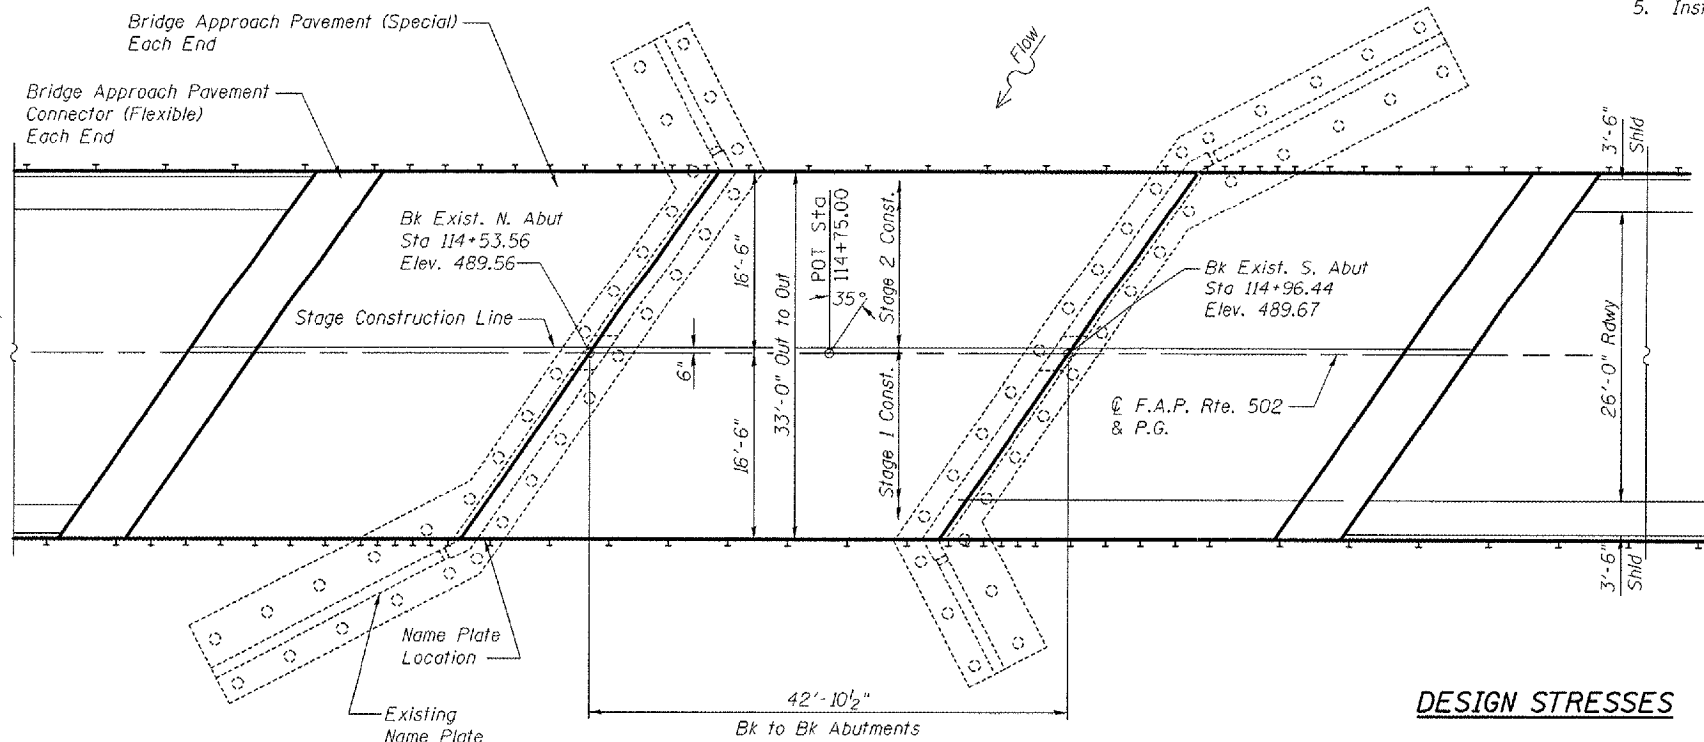 Bridge Approach Pavement (Special)
Each End
Bridge Approach Pavement
Connector (Flexible)
Each End
Flow
5. Inst
3'-6"
Shld
Bk Exist. N. Abut
Sta 114+53.56
Elev. 489.56
16'-6"
33'-0" Out to Out
POT Sta
114+75.00
35°
Stage 2 Const.
Bk Exist. S. Abut
Sta 114+96.44
Elev. 489.67
Stage Construction Line
6"
16'-6"
Stage 1 Const.
℄ F.A.P. Rte. 502
& P.G.
26'-0" Rdwy
3'-6"
Shld
Name Plate
Location
Existing
Name Plate
42'-10½"
Bk to Bk Abutments
DESIGN STRESSES